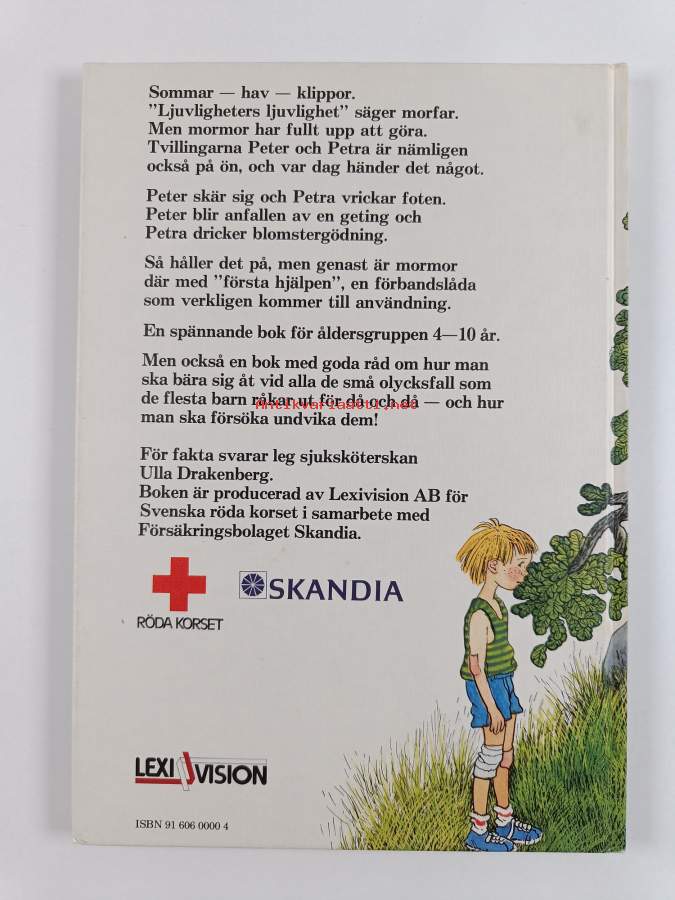 Sommar — hav — klippor.
"Ljuvligheters ljuvlighet" säger morfar.
Men mormor har fullt upp att göra.
Tvillingarna Peter och Petra är nämligen
också på ön, och var dag händer det något.
Peter skär sig och Petra vrickar foten.
Peter blir anfallen av en geting och
Petra dricker blomstergödning.
Så håller det på, men genast är mormor
där med "första hjälpen", en förbandslåda
som verkligen kommer till användning.
En spännande bok för åldersgruppen 4—10 år.
Men också en bok med goda råd om hur man
ska bära sig åt vid alla de små olycksfall som
de flesta barn råkar ut för då och då — och hur
Antikvariaatti.net
man ska försöka undvika dem!
För fakta svarar leg sjuksköterskan
Ulla Drakenberg.
Boken är producerad av Lexivision AB för
Svenska röda korset i samarbete med
Försäkringsbolaget Skandia.
SKANDIA
RÖDA KORSET
LEXIVISION
ISBN 91 606 0000 4